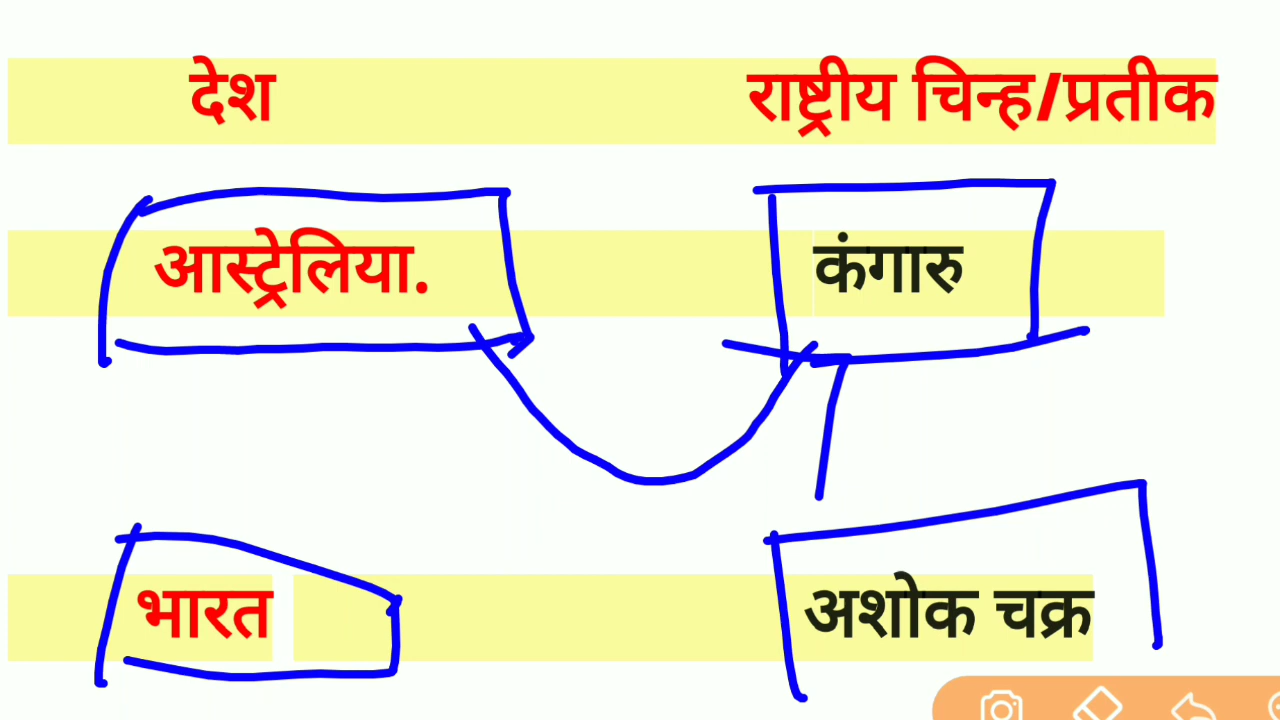 देश राष्ट्रीय चिन्ह/प्रतीक
आस्ट्रेलिया. कंगारु
भारत अशोक चक्र